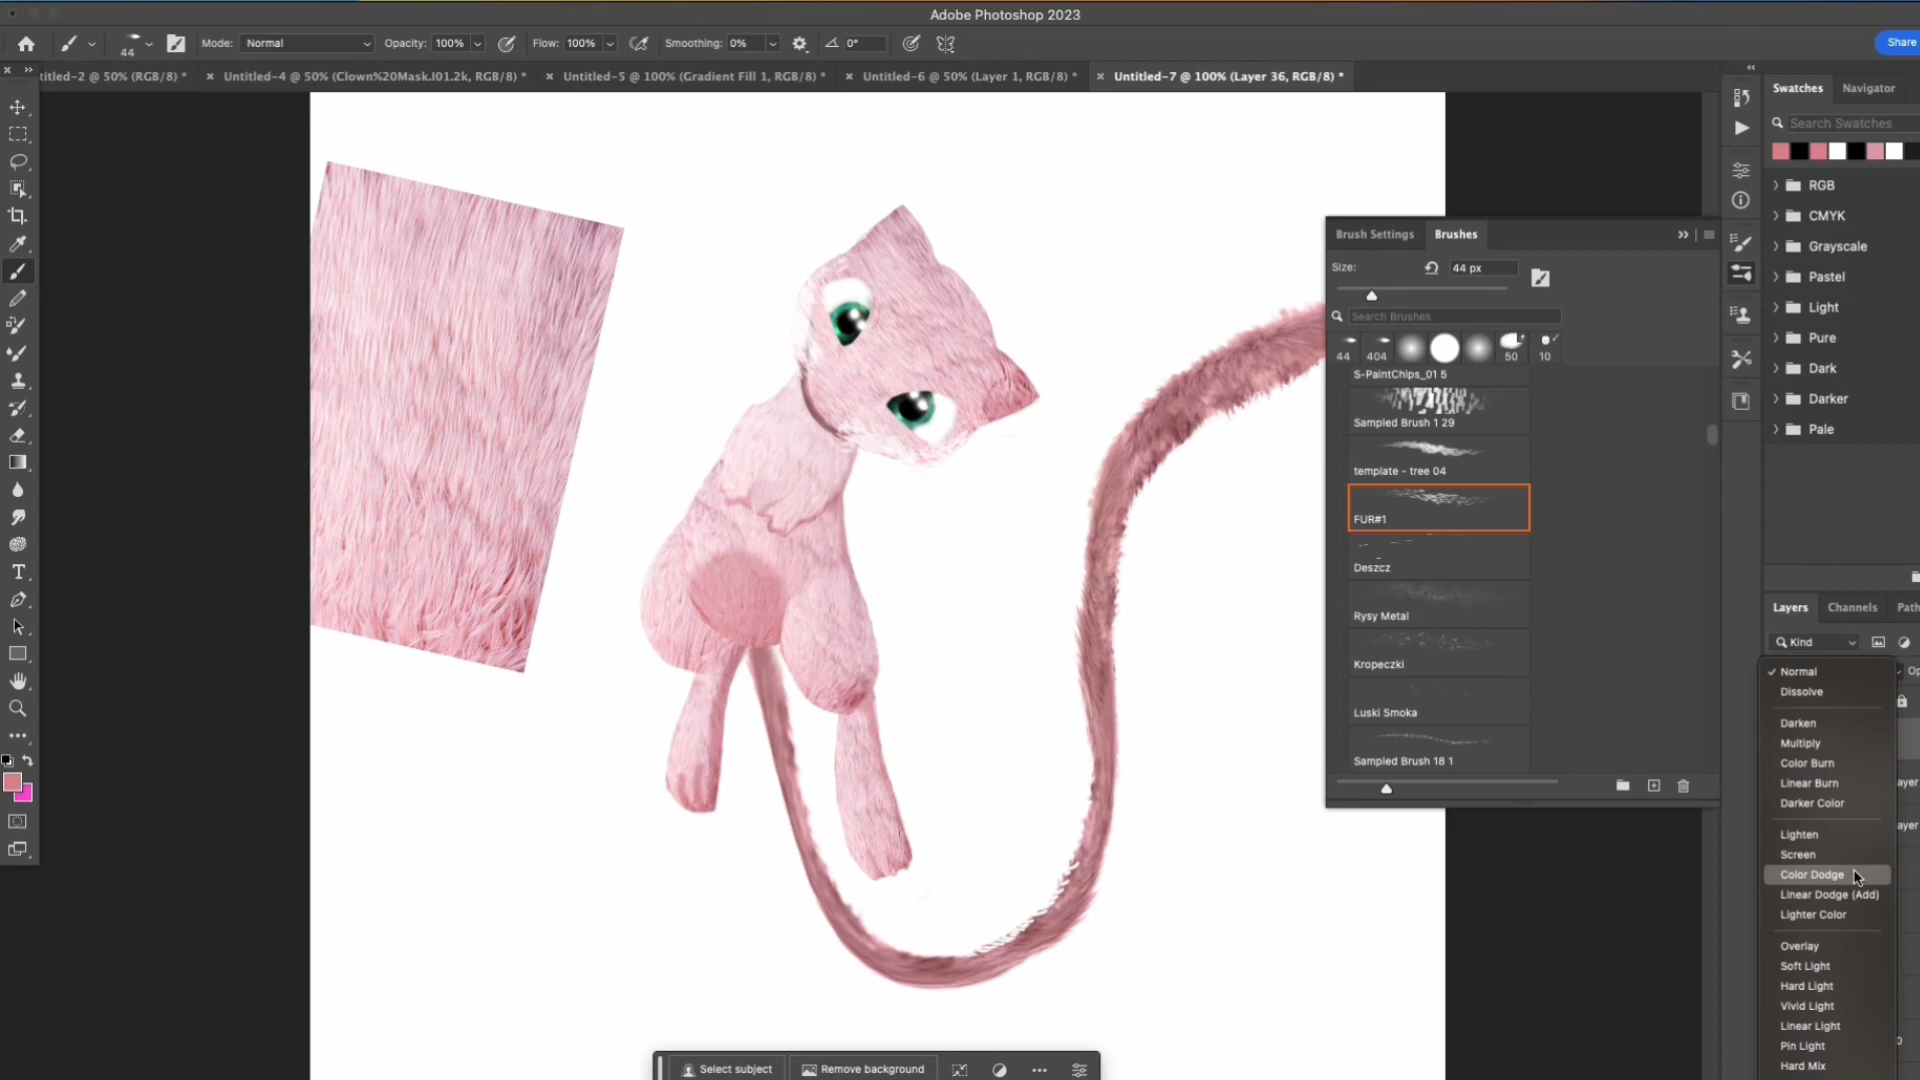 Adobe Photoshop 2023
44
Mode: Normal
Opacity: 100%
Flow: 100%
Smoothing: 0%
0°
Share
titled-2 @ 50% (RGB/8) *
Untitled-4 @ 50% (Clown%20Mask.l01.2k, RGB/8) *
Untitled-5 @ 100% (Gradient Fill 1, RGB/8) *
Untitled-6 @ 50% (Layer 1, RGB/8) *
Untitled-7 @ 100% (Layer 36, RGB/8) *
Swatches
Navigator
Search Swatches
RGB
CMYK
Grayscale
Pastel
Light
Pure
Dark
Darker
Pale
Brush Settings
Brushes
Size:
44 px
Search Brushes
44
404
50
10
S-PaintChips_01 5
Sampled Brush 1 29
template - tree 04
FUR#1
Deszcz
Rysy Metal
Kropeczki
Luski Smoka
Sampled Brush 18 1
Layers
Channels
Path
Kind
Op
Normal
Dissolve
Darken
Multiply
Color Burn
Linear Burn
Darker Color
Lighten
Screen
Color Dodge
Linear Dodge (Add)
Lighter Color
Overlay
Soft Light
Hard Light
Vivid Light
Linear Light
Pin Light
Hard Mix
ayer
ayer
Select subject
Remove background